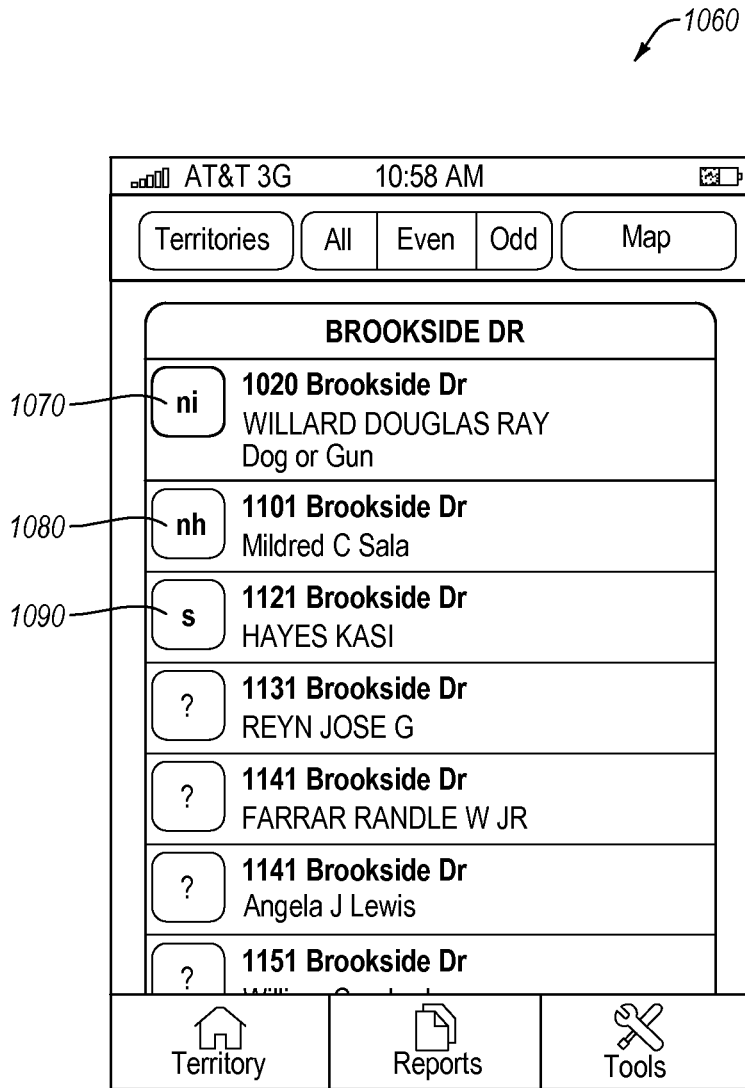 1060
AT&T 3G 10:58 AM
Territories All Even Odd Map
BROOKSIDE DR
1070 ni 1020 Brookside Dr
WILLARD DOUGLAS RAY
Dog or Gun
1080 nh 1101 Brookside Dr
Mildred C Sala
1090 s 1121 Brookside Dr
HAYES KASI
? 1131 Brookside Dr
REYN JOSE G
? 1141 Brookside Dr
FARRAR RANDLE W JR
? 1141 Brookside Dr
Angela J Lewis
? 1151 Brookside Dr
Territory Reports Tools